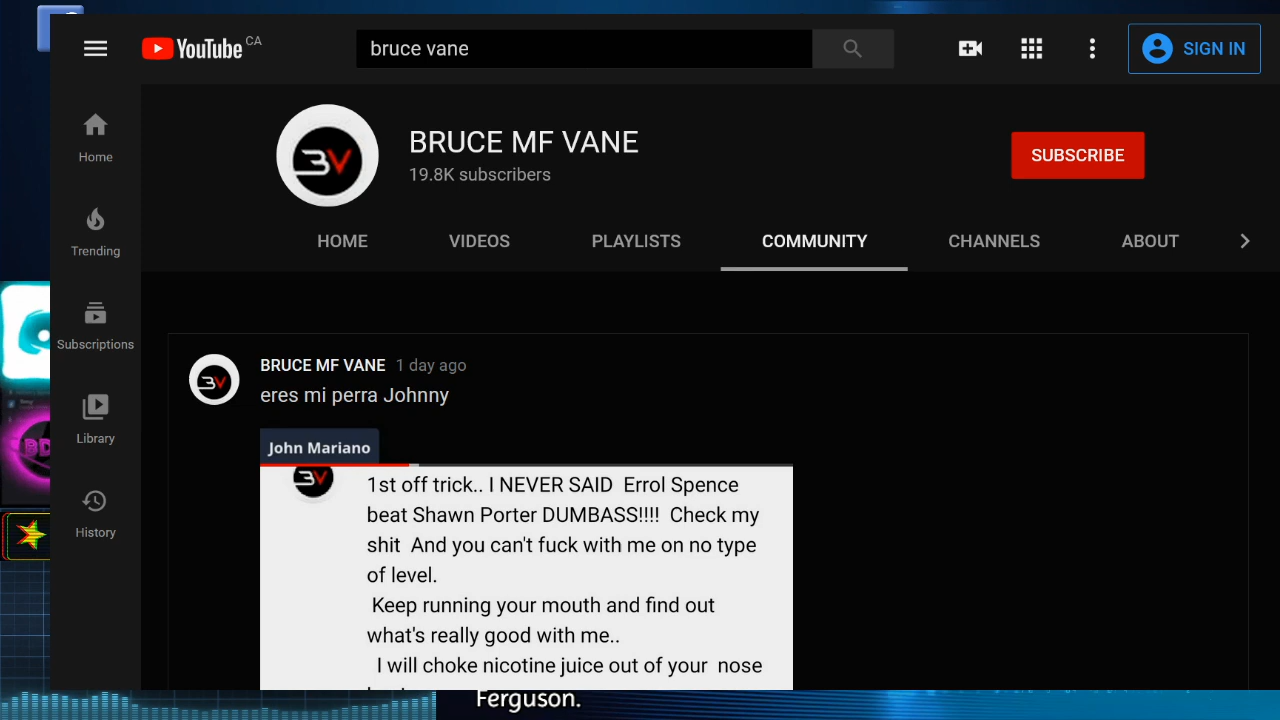 YouTube CA
bruce vane
SIGN IN
Home
Trending
Subscriptions
Library
History
BV
BRUCE MF VANE
19.8K subscribers
SUBSCRIBE
HOME VIDEOS PLAYLISTS COMMUNITY CHANNELS ABOUT
BRUCE MF VANE 1 day ago
eres mi perra Johnny
John Mariano
1st off trick.. I NEVER SAID Errol Spence
beat Shawn Porter DUMBASS!!!! Check my
shit And you can't fuck with me on no type
of level.
Keep running your mouth and find out
what's really good with me..
I will choke nicotine juice out of your nose
Ferguson.